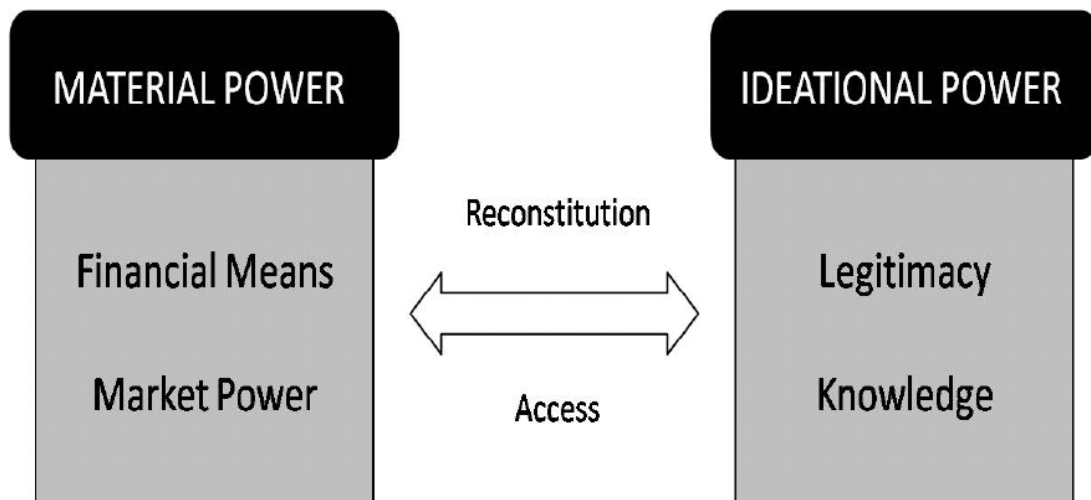 MATERIAL POWER
Financial Means
Market Power
Reconstitution
Access
IDEATIONAL POWER
Legitimacy
Knowledge